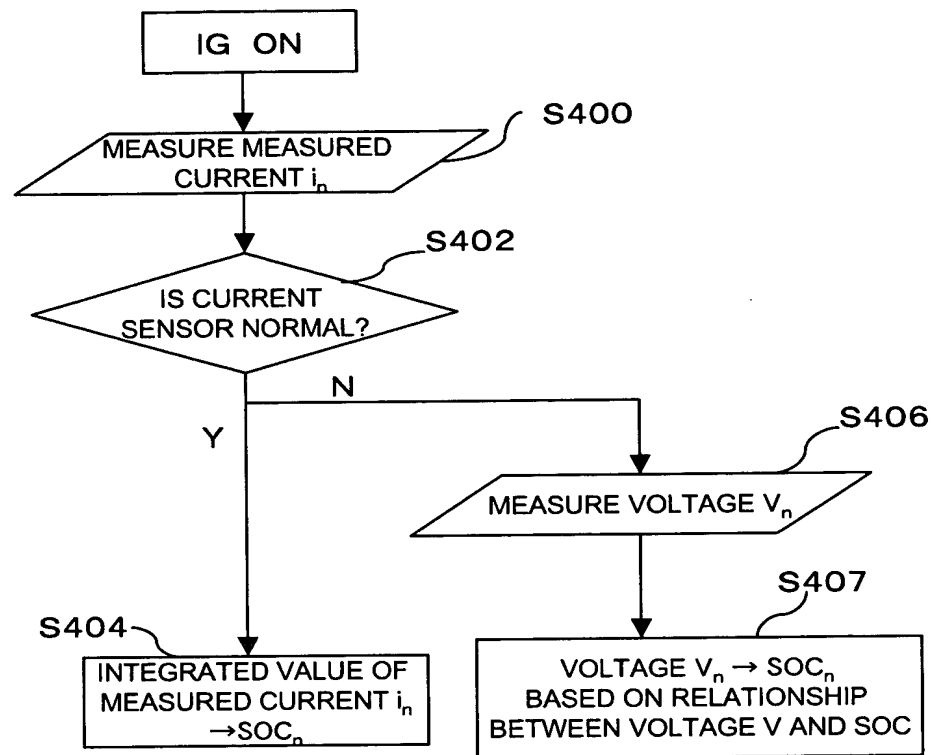 IG ON
S400
MEASURE MEASURED
CURRENT iₙ
S402
IS CURRENT
SENSOR NORMAL?
N
Y
S406
MEASURE VOLTAGE Vₙ
S407
S404
INTEGRATED VALUE OF
MEASURED CURRENT iₙ
→SOCₙ
VOLTAGE Vₙ → SOCₙ
BASED ON RELATIONSHIP
BETWEEN VOLTAGE V AND SOC